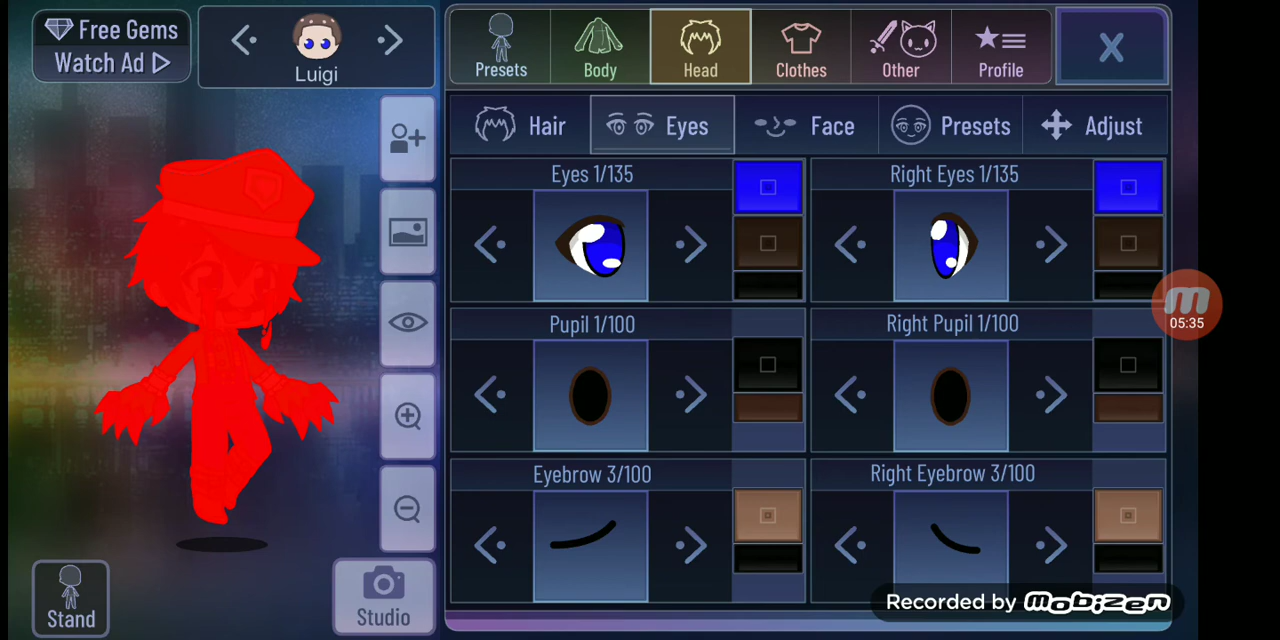 Free Gems
Watch Ad
Luigi
Presets
Body
Head
Clothes
Other
Profile
X
Hair
Eyes
Face
Presets
Adjust
Eyes 1/135
Right Eyes 1/135
Pupil 1/100
Right Pupil 1/100
Eyebrow 3/100
Right Eyebrow 3/100
m
05:35
Stand
Studio
Recorded by mobizen